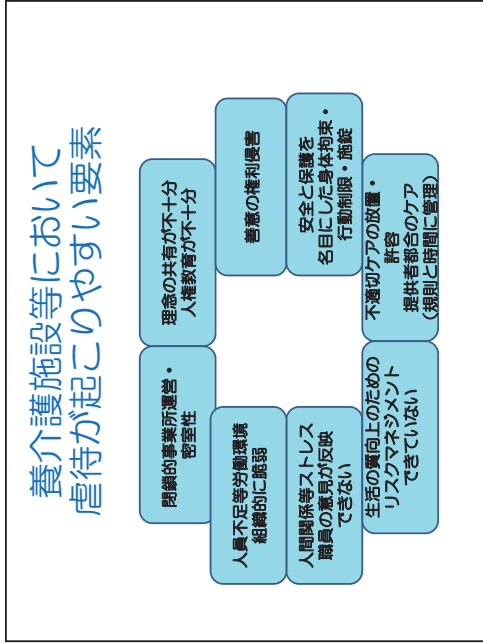 養介護施設等において
虐待が起こりやすい要素
閉鎖的事業所運営・
密室性
理念の共有が不十分
人権教育が不十分
人員不足等労働環境
組織的に脆弱
善意の権利侵害
人間関係等ストレス
職員の意見が反映
できない
安全と保護を
名目にした身体拘束・
行動制限・施錠
生活の質向上のための
リスクマネジメント
できていない
不適切ケアの放置・
許容
提供者都合のケア
(規則と時間に管理)